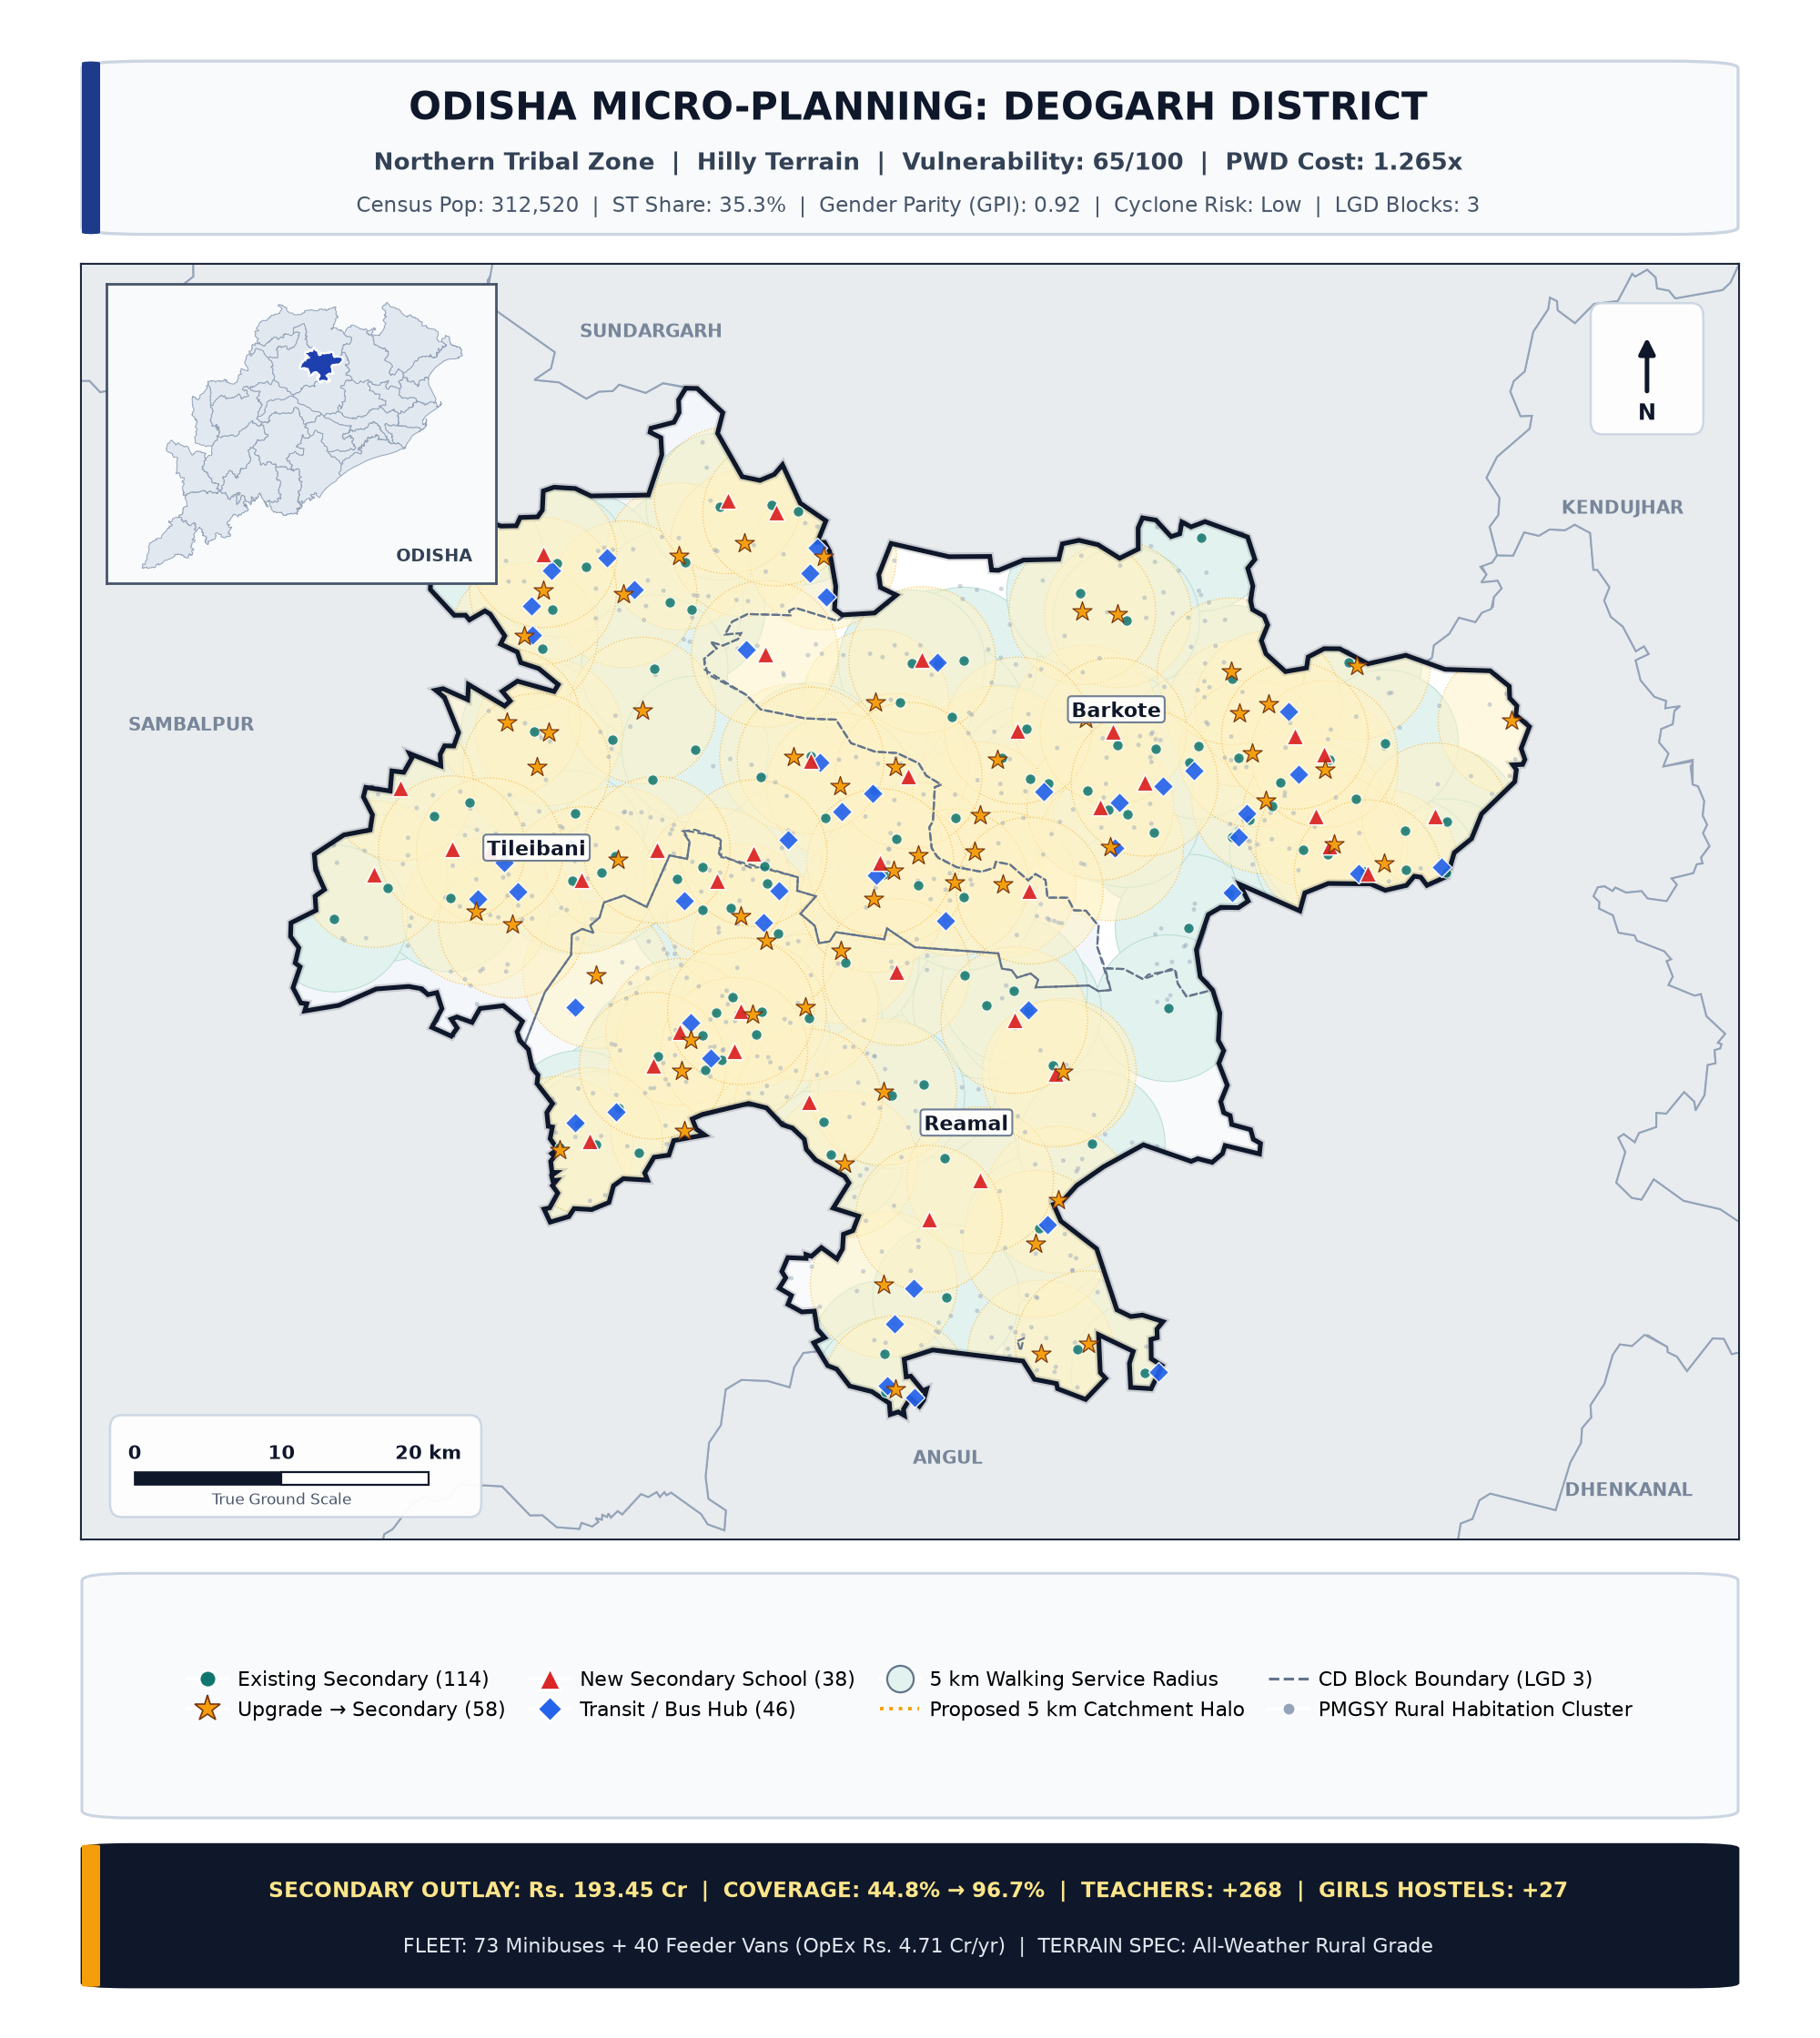 ODISHA MICRO-PLANNING: DEOGARH DISTRICT
Northern Tribal Zone | Hilly Terrain | Vulnerability: 65/100 | PWD Cost: 1.265x
Census Pop: 312,520 | ST Share: 35.3% | Gender Parity (GPI): 0.92 | Cyclone Risk: Low | LGD Blocks: 3
SUNDARGARH
N
KENDUJHAR
ODISHA
SAMBALPUR
Barkote
Tileibani
Reamal
ANGUL
DHENKANAL
0 10 20 km
True Ground Scale
Existing Secondary (114)
Upgrade → Secondary (58)
New Secondary School (38)
Transit / Bus Hub (46)
5 km Walking Service Radius
Proposed 5 km Catchment Halo
CD Block Boundary (LGD 3)
PMGSY Rural Habitation Cluster
SECONDARY OUTLAY: Rs. 193.45 Cr | COVERAGE: 44.8% → 96.7% | TEACHERS: +268 | GIRLS HOSTELS: +27
FLEET: 73 Minibuses + 40 Feeder Vans (OpEx Rs. 4.71 Cr/yr) | TERRAIN SPEC: All-Weather Rural Grade